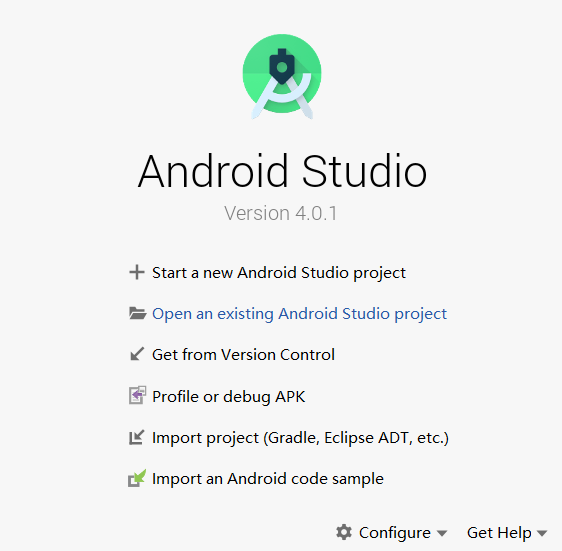 Android Studio
Version 4.0.1
Start a new Android Studio project
Open an existing Android Studio project
Get from Version Control
Profile or debug APK
Import project (Gradle, Eclipse ADT, etc.)
Import an Android code sample
Configure Get Help